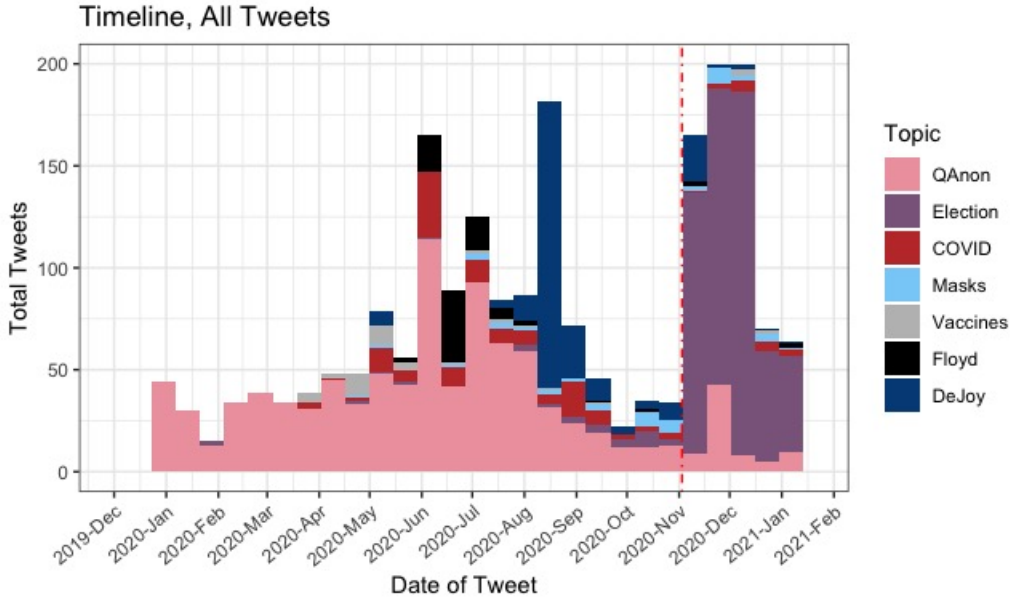 Timeline, All Tweets
Total Tweets
200
150
100
50
0
2019-Dec
2020-Jan
2020-Feb
2020-Mar
2020-Apr
2020-May
2020-Jun
2020-Jul
2020-Aug
2020-Sep
2020-Oct
2020-Nov
2020-Dec
2021-Jan
2021-Feb
Date of Tweet
Topic
QAnon
Election
COVID
Masks
Vaccines
Floyd
DeJoy